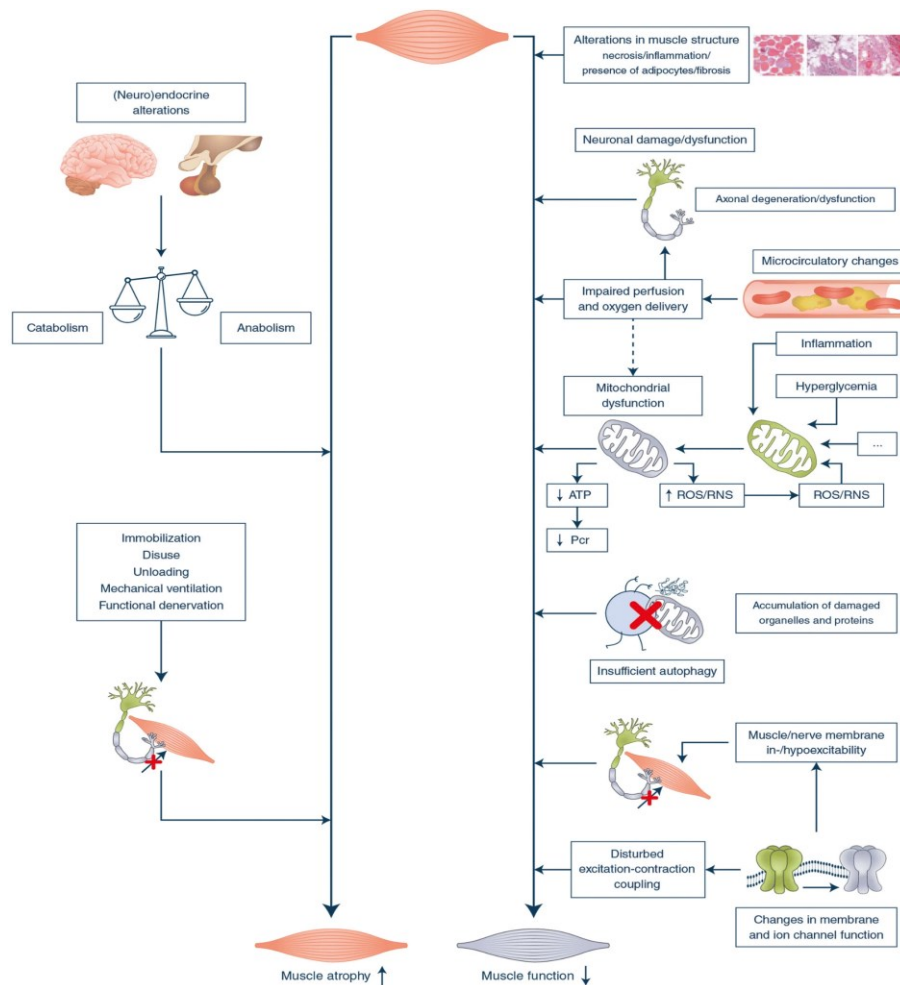 Alterations in muscle structure
necrosis/inflammation/
presence of adipocytes/fibrosis
(Neuro)endocrine
alterations
Neuronal damage/dysfunction
Axonal degeneration/dysfunction
Microcirculatory changes
Impaired perfusion
and oxygen delivery
Catabolism
Anabolism
Inflammation
Mitochondrial
dysfunction
Hyperglycemia
...
↓ ATP
↑ ROS/RNS
ROS/RNS
↓ Pcr
Immobilization
Disuse
Unloading
Mechanical ventilation
Functional denervation
Accumulation of damaged
organelles and proteins
Insufficient autophagy
Muscle/nerve membrane
in-/hypoexcitability
Disturbed
excitation-contraction
coupling
Changes in membrane
and ion channel function
Muscle atrophy ↑
Muscle function ↓